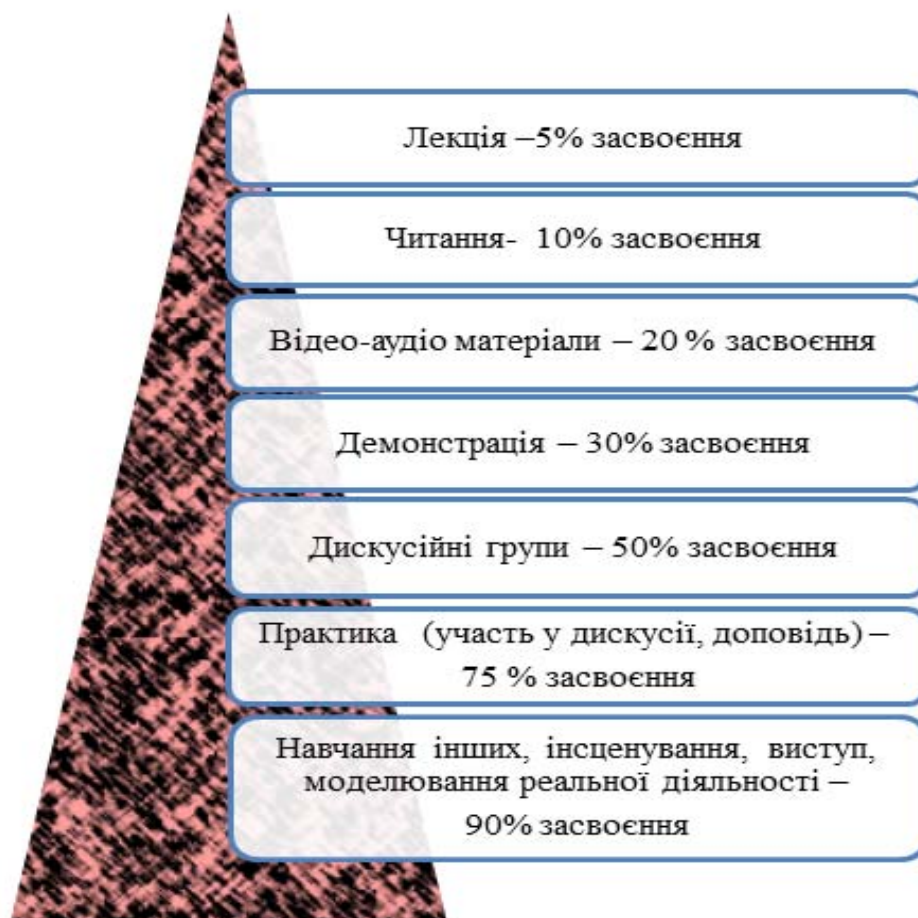 Лекція –5% засвоєння
Читання- 10% засвоєння
Відео-аудіо матеріали – 20 % засвоєння
Демонстрація – 30% засвоєння
Дискусійні групи – 50% засвоєння
Практика (участь у дискусії, доповідь) –
75 % засвоєння
Навчання інших, інсценування, виступ,
моделювання реальної діяльності –
90% засвоєння